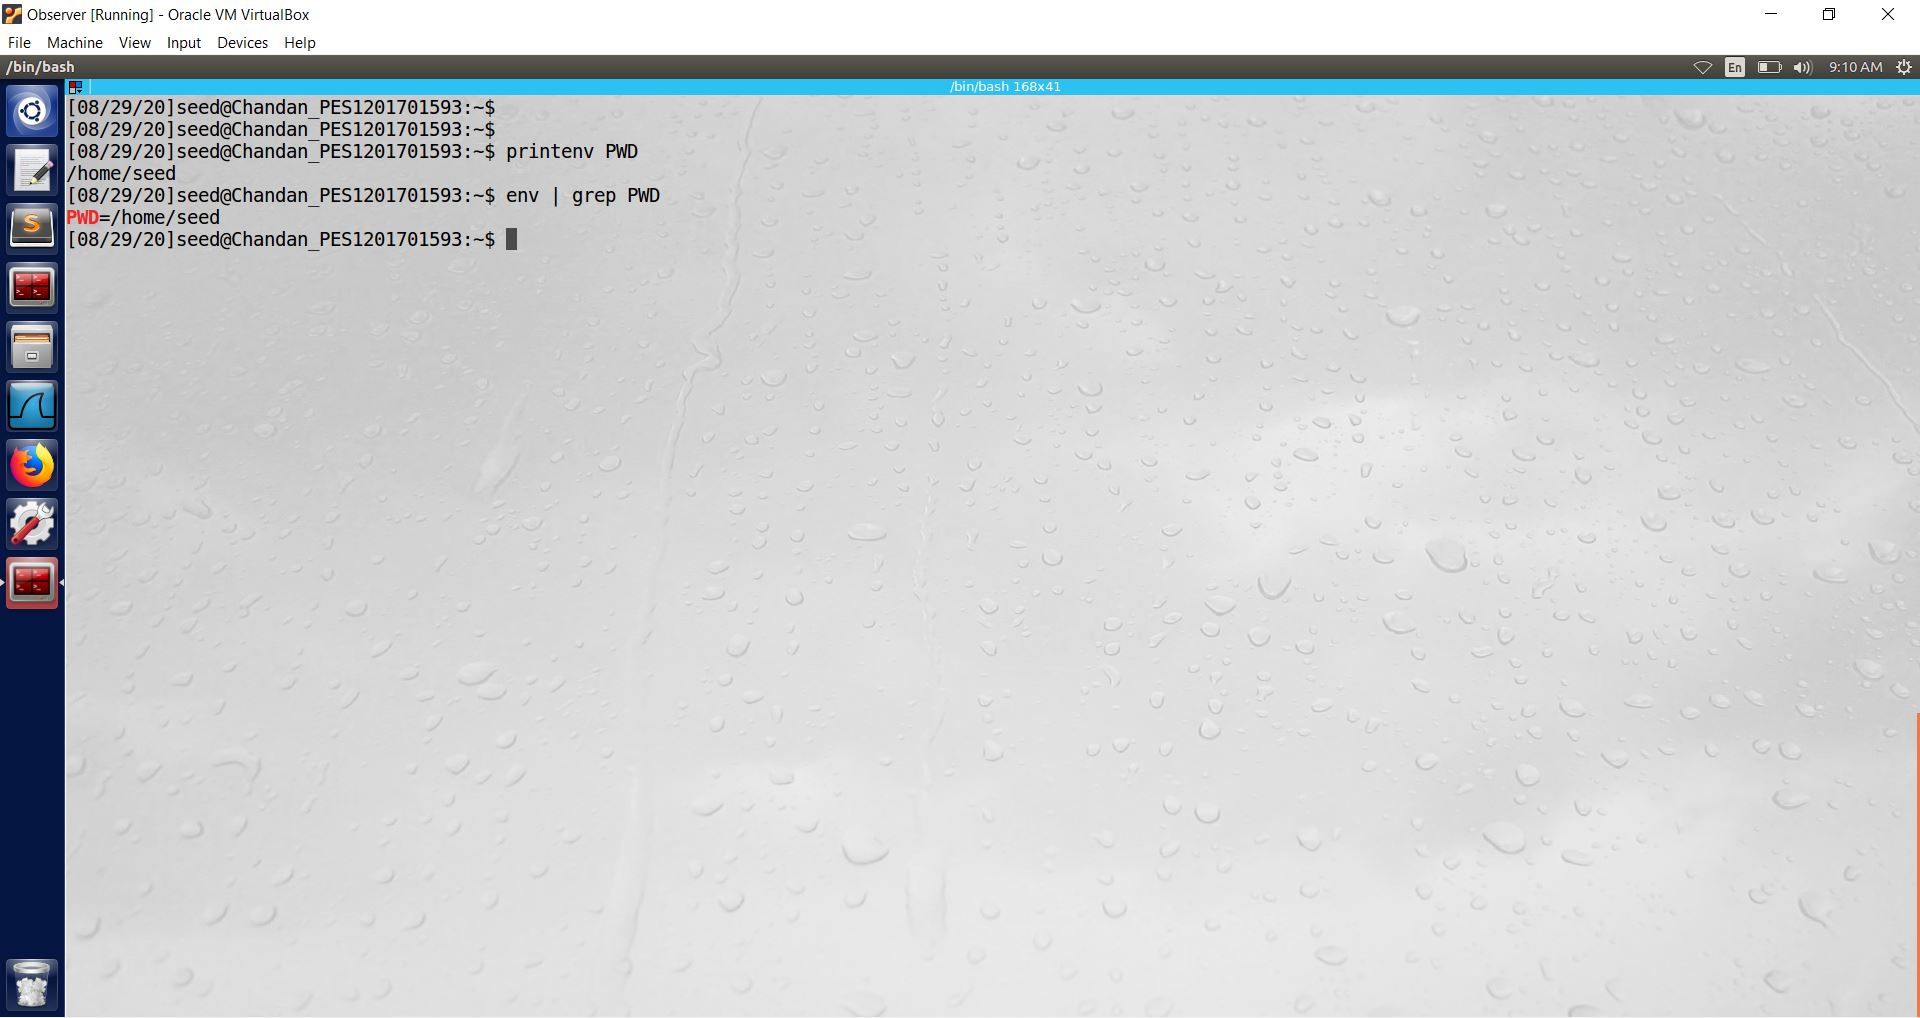 Observer [Running] - Oracle VM VirtualBox
File Machine View Input Devices Help
/bin/bash En 9:10 AM
/bin/bash 168x41
[08/29/20]seed@Chandan_PES1201701593:~$
[08/29/20]seed@Chandan_PES1201701593:~$
[08/29/20]seed@Chandan_PES1201701593:~$ printenv PWD
/home/seed
[08/29/20]seed@Chandan_PES1201701593:~$ env | grep PWD
PWD=/home/seed
[08/29/20]seed@Chandan_PES1201701593:~$